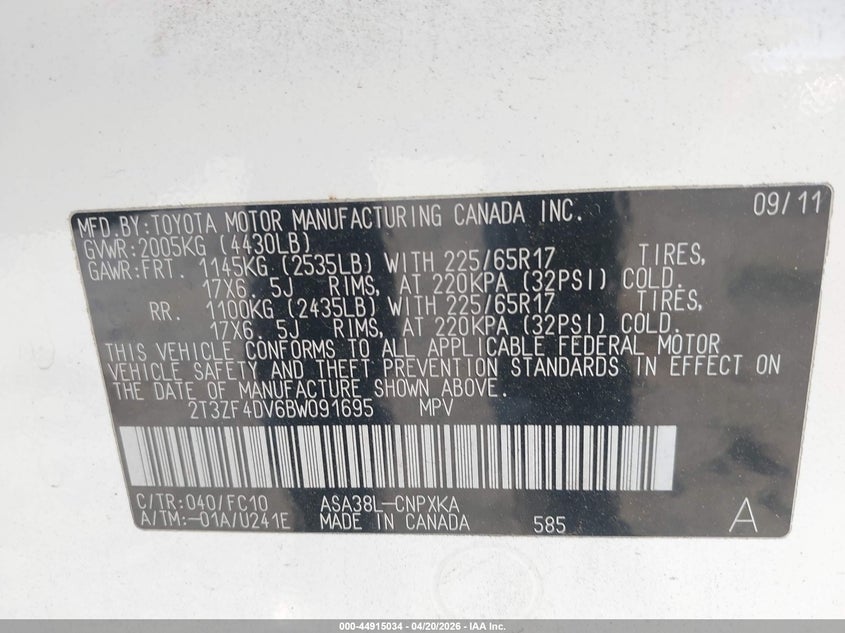 MFD.BY:TOYOTA MOTOR MANUFACTURING CANADA INC. 09/11
GVWR:2005KG (4430LB)
GAWR:FRT. 1145KG (2535LB) WITH 225/65R17 TIRES,
17X6.5J RIMS, AT 220KPA (32PSI) COLD.
RR. 1100KG (2435LB) WITH 225/65R17 TIRES,
17X6.5J RIMS, AT 220KPA (32PSI) COLD.
THIS VEHICLE CONFORMS TO ALL APPLICABLE FEDERAL MOTOR
VEHICLE SAFETY AND THEFT PREVENTION STANDARDS IN EFFECT ON
THE DATE OF MANUFACTURE SHOWN ABOVE.
2T3ZF4DV6BW091695 MPV
C/TR:040/FC10 ASA38L-CNPXKA
A/TM:-01A/U241E MADE IN CANADA 585 A
000-44915034 - 04/20/2026 - IAA Inc.